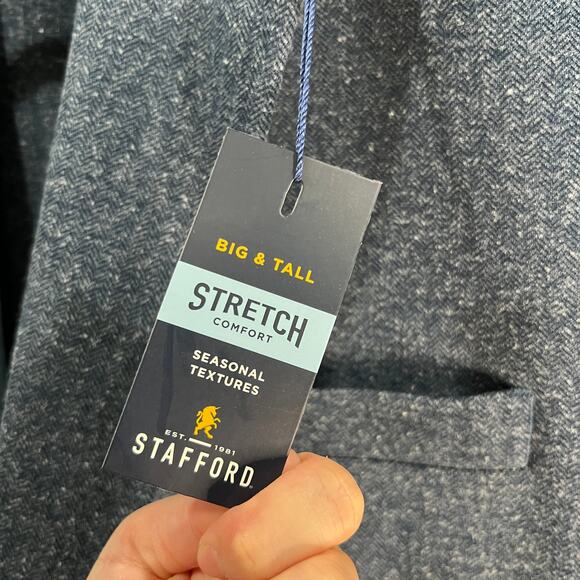 BIG & TALL
STRETCH
COMFORT
SEASONAL
TEXTURES
EST. 1981
STAFFORD